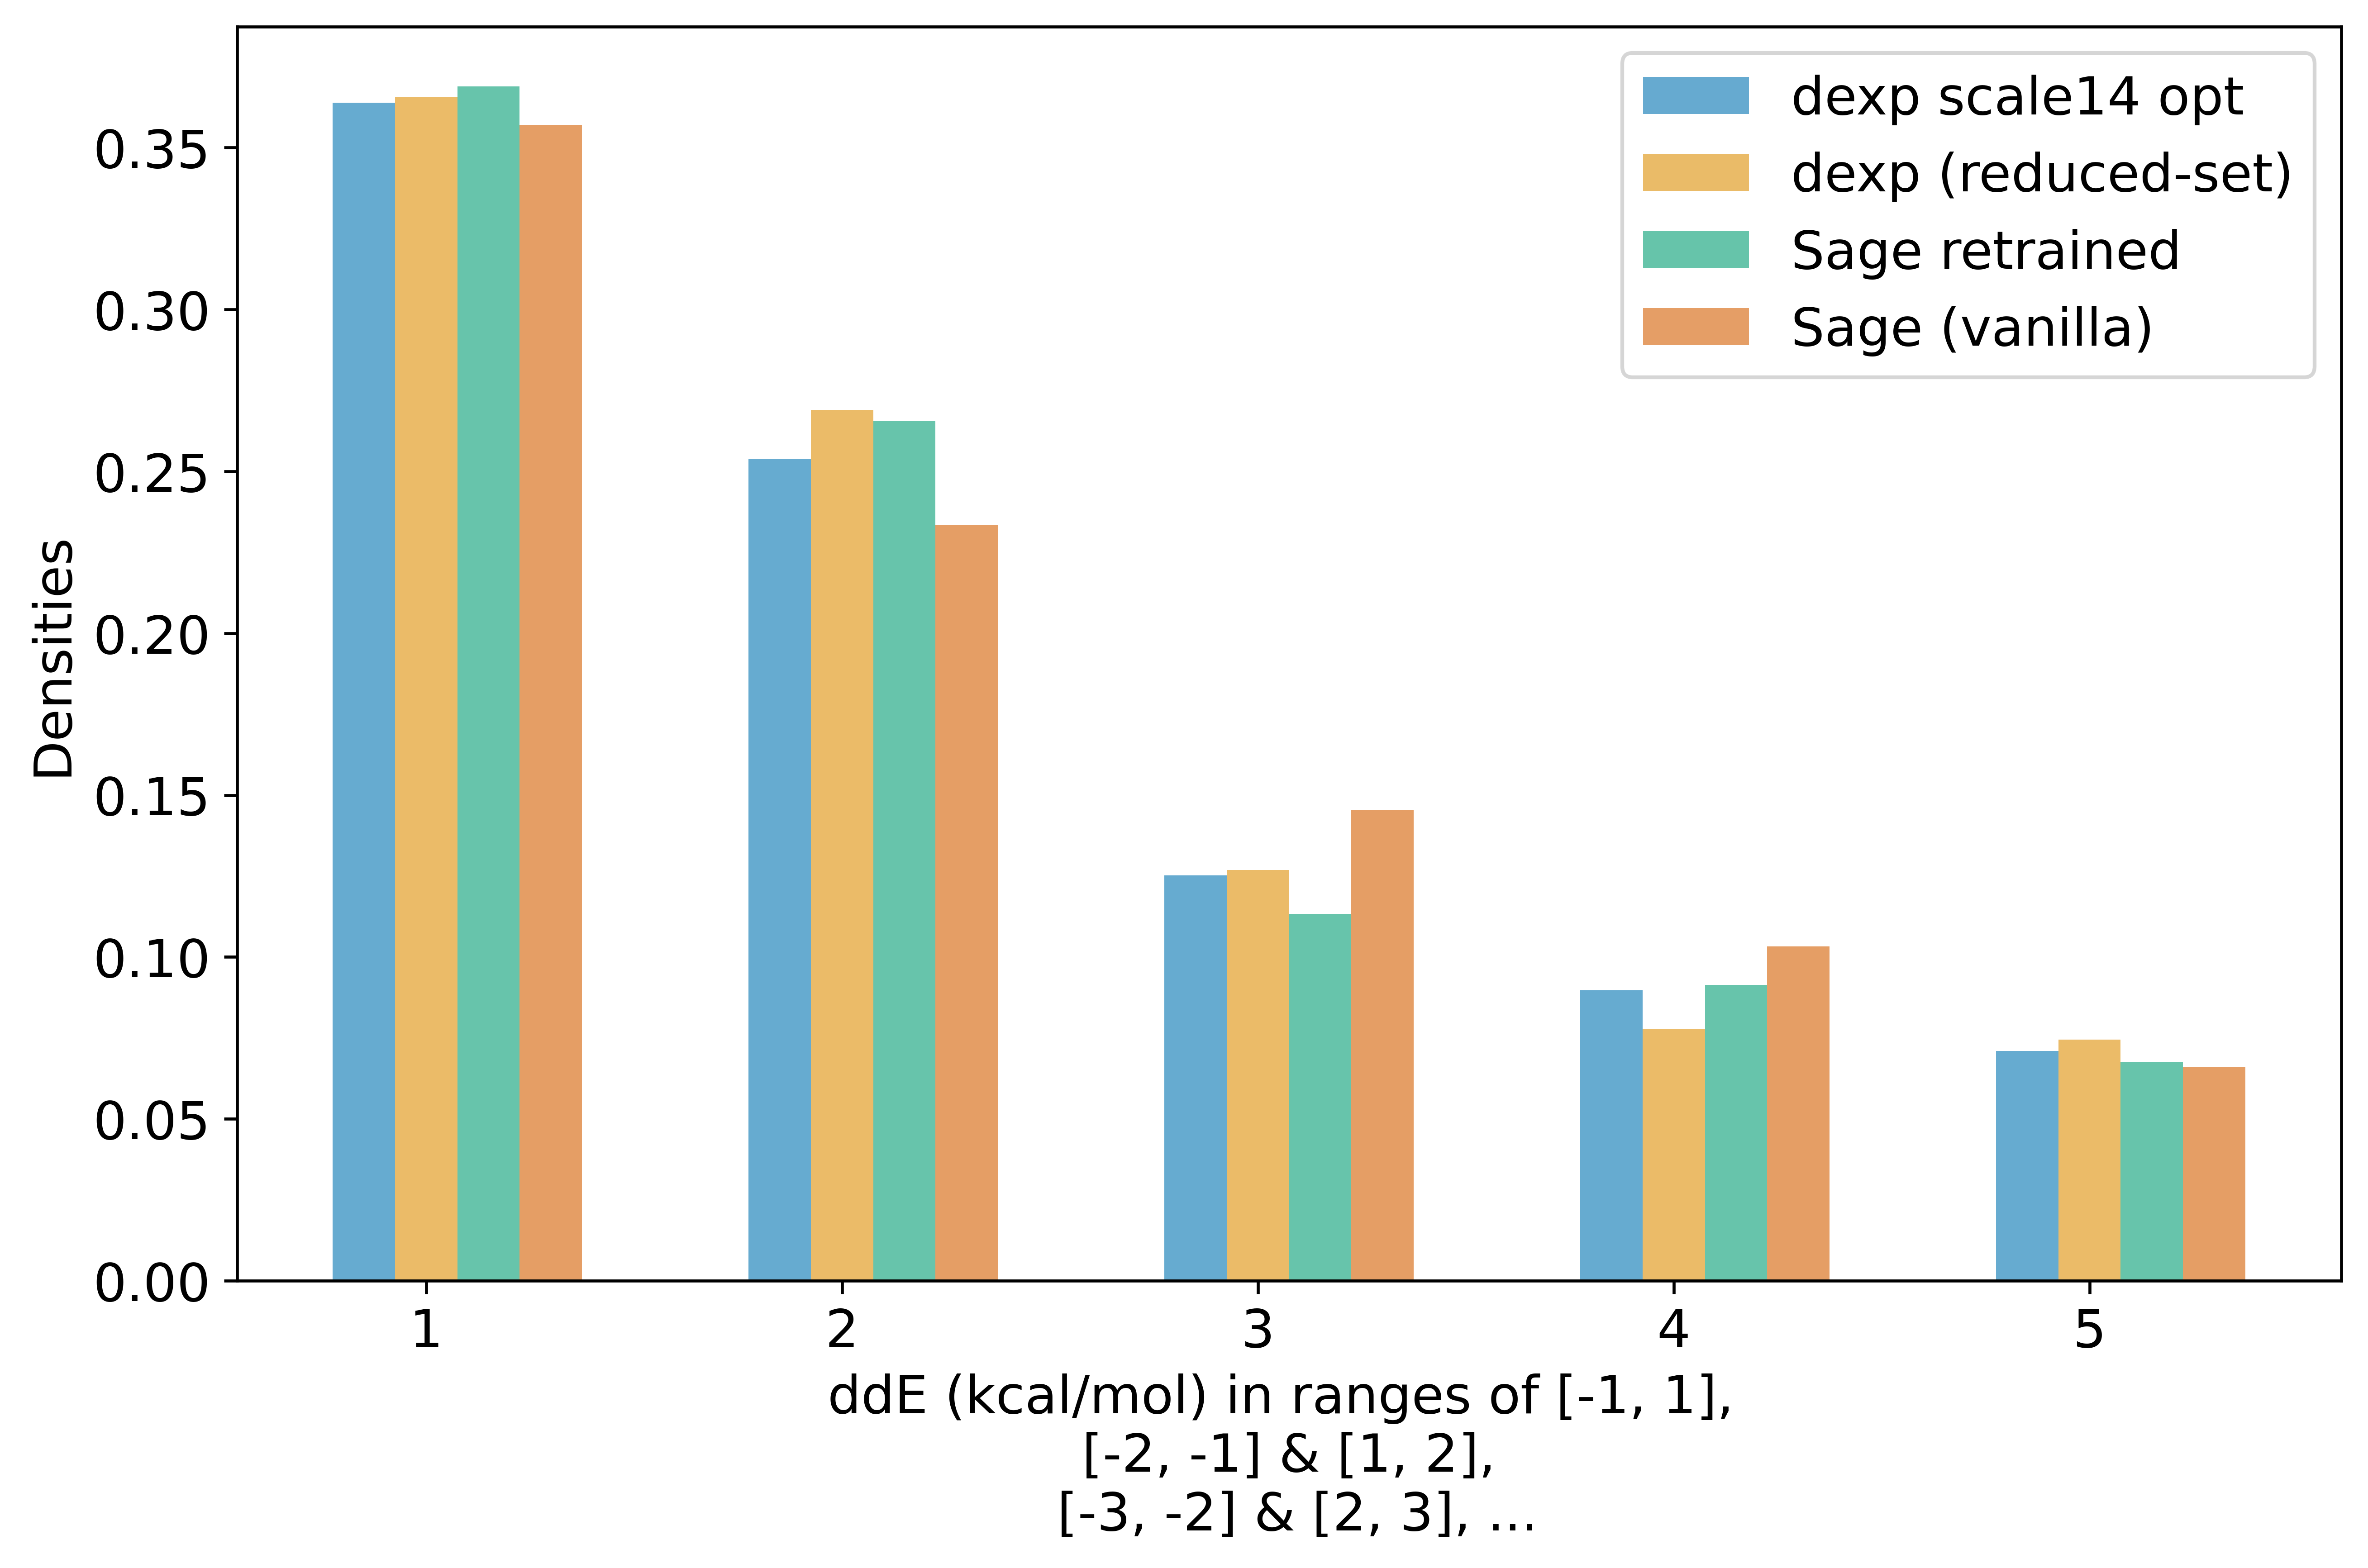 dexp scale14 opt
dexp (reduced-set)
Sage retrained
Sage (vanilla)
Densities
0.35
0.30
0.25
0.20
0.15
0.10
0.05
0.00
1 2 3 4 5
ddE (kcal/mol) in ranges of [-1, 1],
[-2, -1] & [1, 2],
[-3, -2] & [2, 3], ...